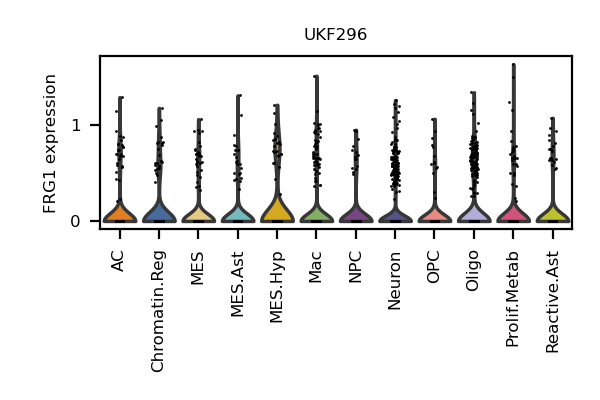 UKF296
FRG1 expression
1
0
AC
Chromatin.Reg
MES
MES.Ast
MES.Hyp
Mac
NPC
Neuron
OPC
Oligo
Prolif.Metab
Reactive.Ast